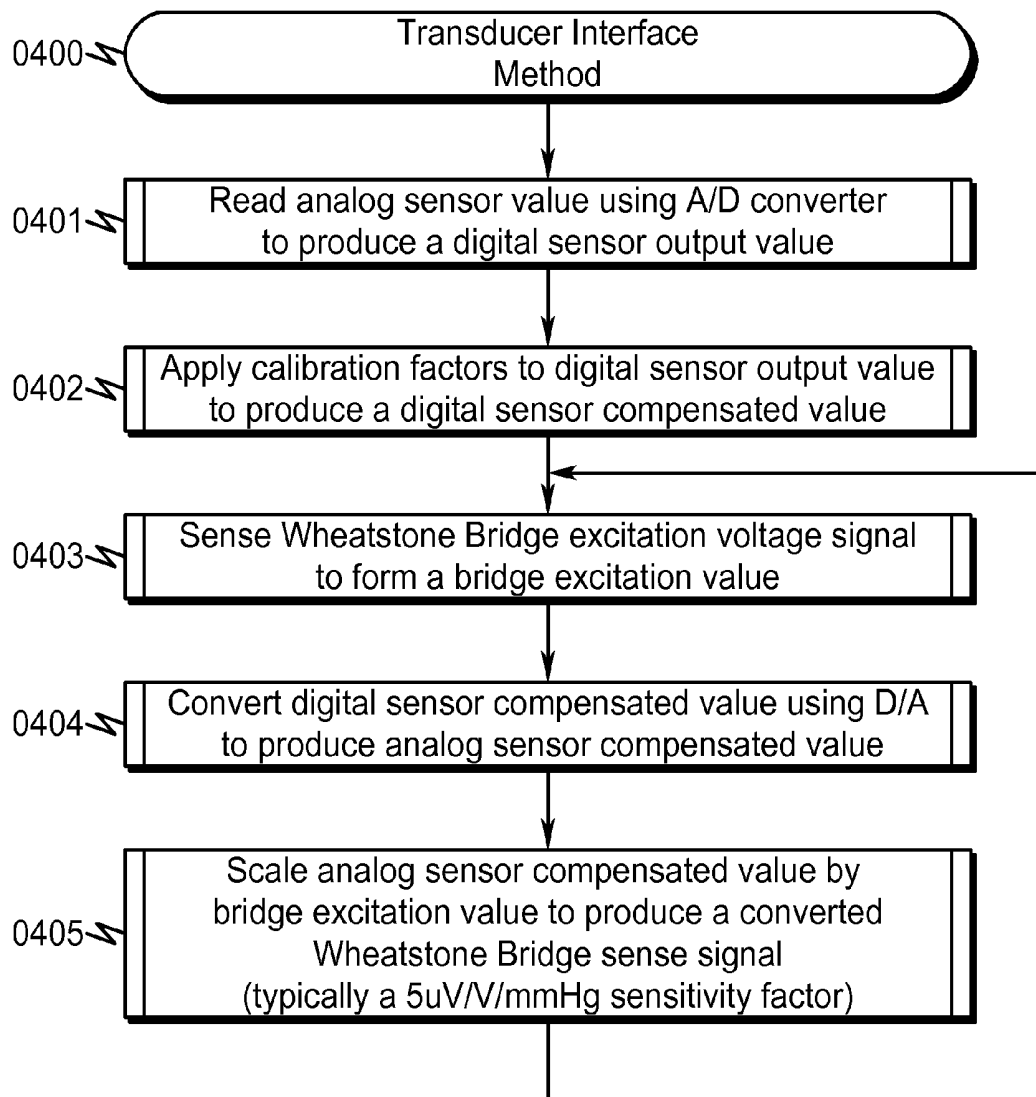 0400
Transducer Interface
Method
0401
Read analog sensor value using A/D converter
to produce a digital sensor output value
0402
Apply calibration factors to digital sensor output value
to produce a digital sensor compensated value
0403
Sense Wheatstone Bridge excitation voltage signal
to form a bridge excitation value
0404
Convert digital sensor compensated value using D/A
to produce analog sensor compensated value
0405
Scale analog sensor compensated value by
bridge excitation value to produce a converted
Wheatstone Bridge sense signal
(typically a 5uV/V/mmHg sensitivity factor)